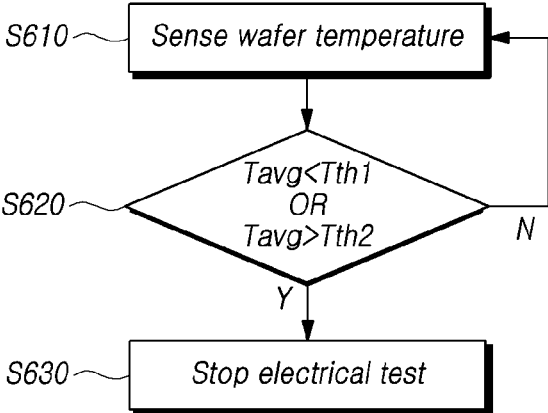 S610
Sense wafer temperature
S620
Tavg<Tth1
OR
Tavg>Tth2
N
Y
S630
Stop electrical test